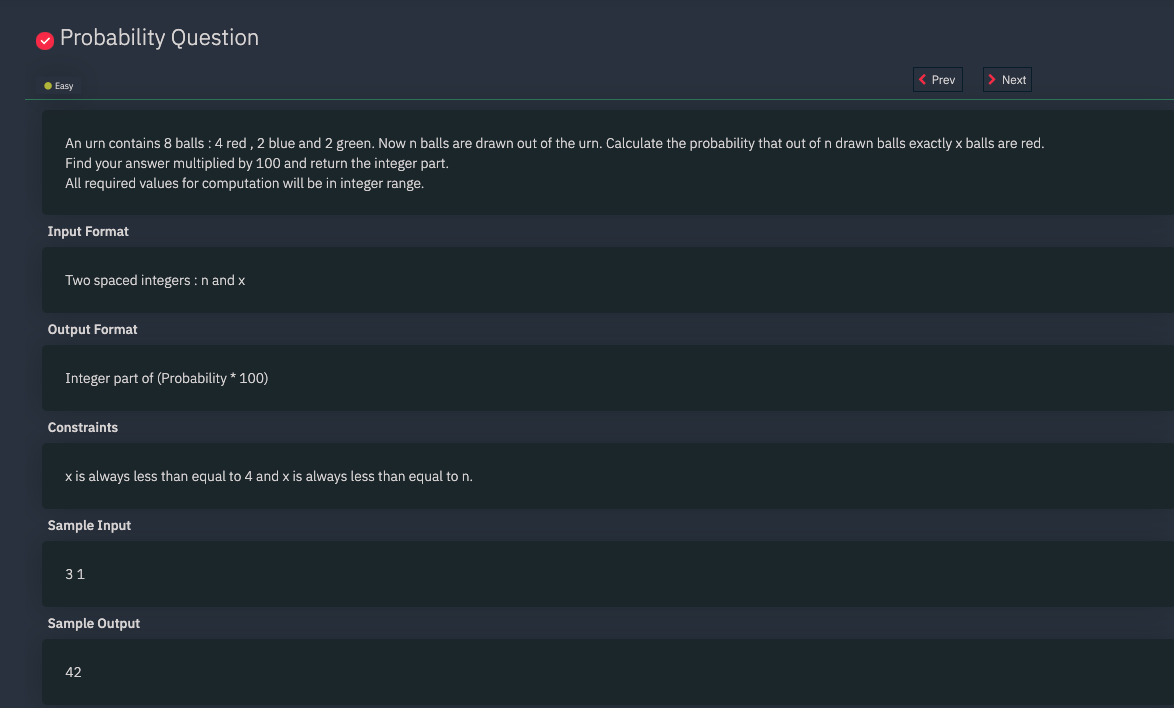 Probability Question
Easy
Prev
Next
An urn contains 8 balls : 4 red , 2 blue and 2 green. Now n balls are drawn out of the urn. Calculate the probability that out of n drawn balls exactly x balls are red.
Find your answer multiplied by 100 and return the integer part.
All required values for computation will be in integer range.
Input Format
Two spaced integers : n and x
Output Format
Integer part of (Probability * 100)
Constraints
x is always less than equal to 4 and x is always less than equal to n.
Sample Input
3 1
Sample Output
42